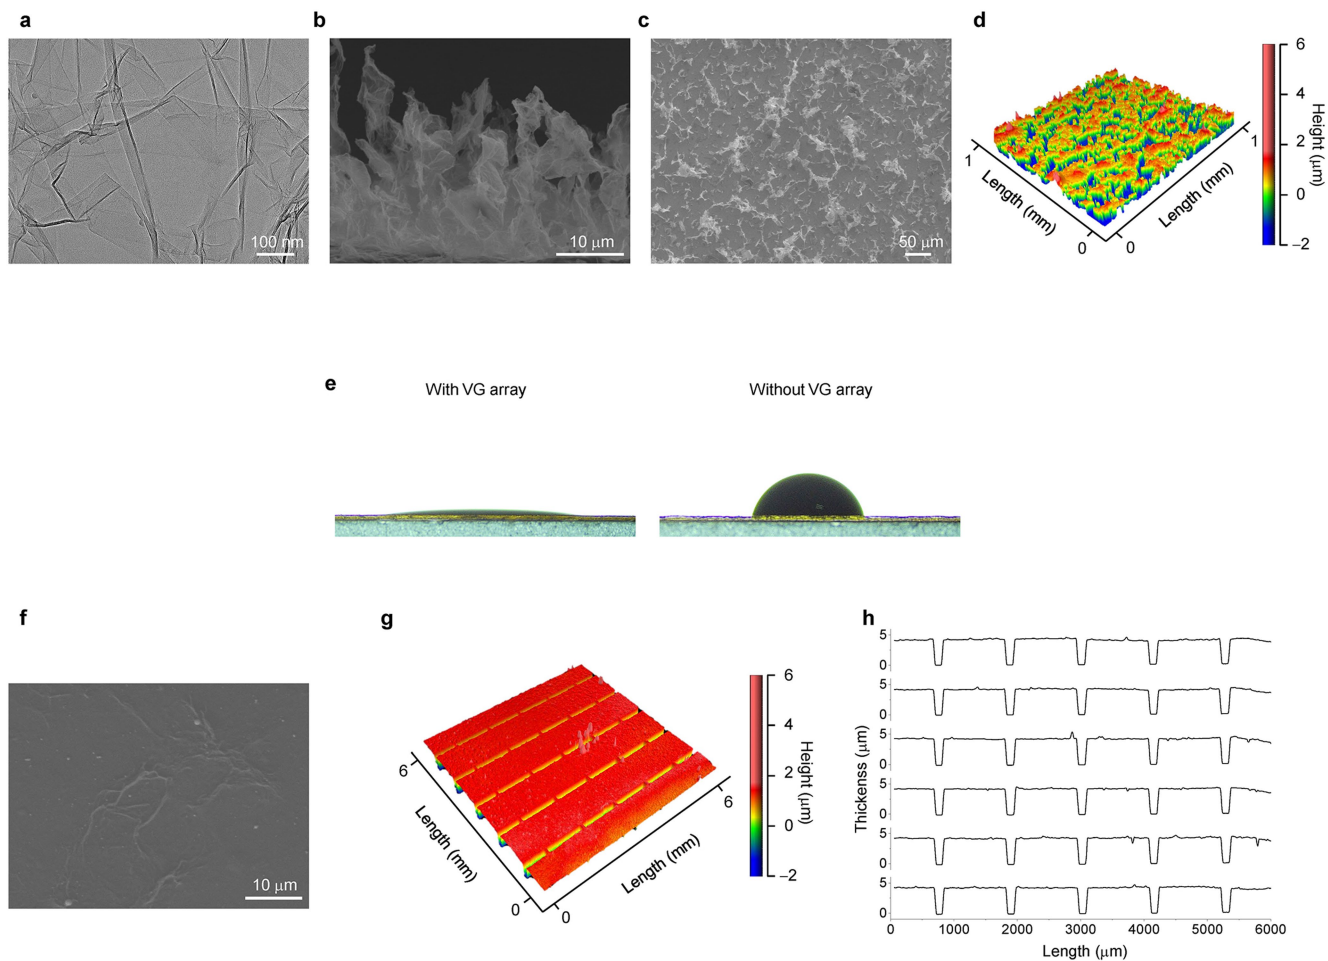 a
b
c
d
100 nm
10 μm
50 μm
6
4
2
0
–2
Height (μm)
1
Length (mm)
0
0
Length (mm)
1
e
With VG array
Without VG array
f
g
h
10 μm
6
Length (mm)
0
0
Length (mm)
6
6
4
2
0
–2
Height (μm)
5
0
5
0
5
0
5
0
5
0
5
0
Thickenss (μm)
0
1000
2000
3000
4000
5000
6000
Length (μm)